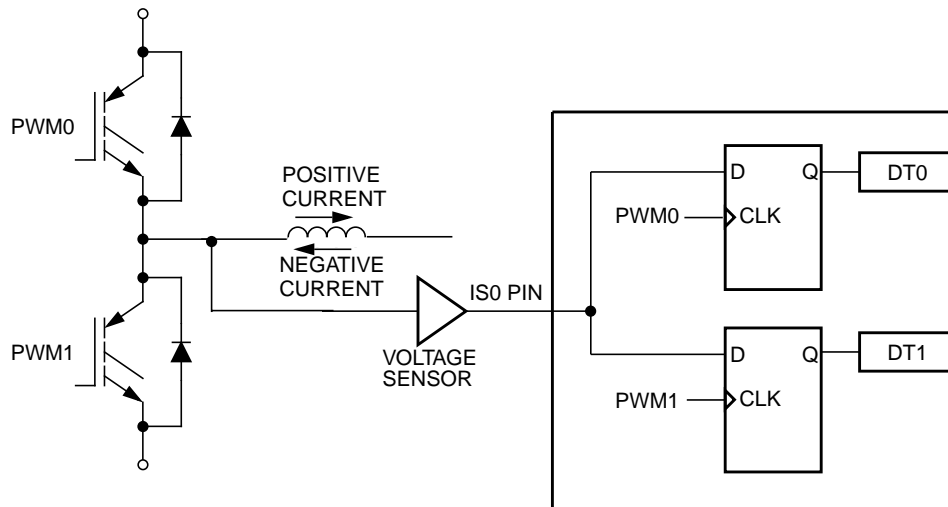 PWM0
POSITIVE
CURRENT
NEGATIVE
CURRENT
PWM1
VOLTAGE
SENSOR
IS0 PIN
D
Q
PWM0
CLK
DT0
D
Q
PWM1
CLK
DT1